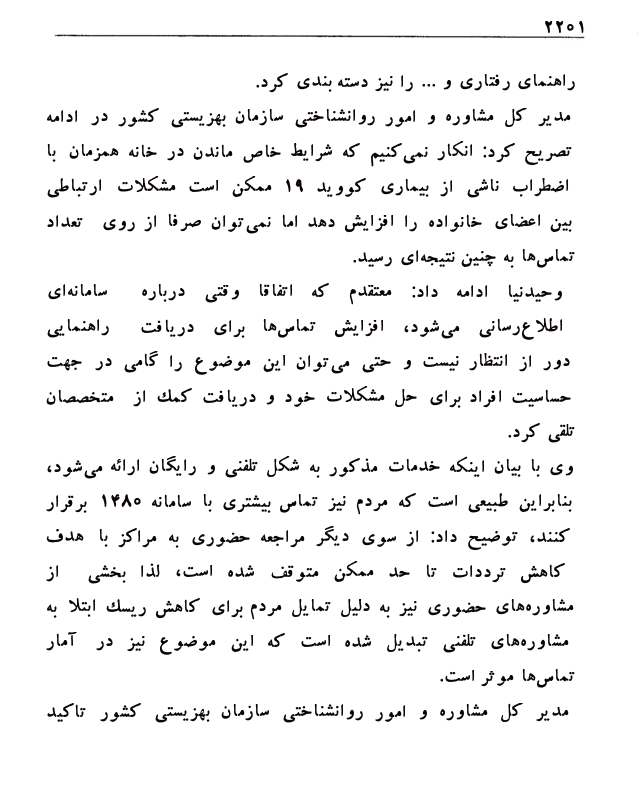 ۲۲۵۱
راهنمای رفتاری و ... را نیز دسته بندی کرد.
مدیر کل مشاوره و امور روانشناختی سازمان بهزیستی کشور در ادامه
تصریح کرد: انکار نمی‌کنیم که شرایط خاص ماندن در خانه همزمان با
اضطراب ناشی از بیماری کووید ۱۹ ممکن است مشکلات ارتباطی
بین اعضای خانواده را افزایش دهد اما نمی‌توان صرفا از روی تعداد
تماس‌ها به چنین نتیجه‌ای رسید.
وحیدنیا ادامه داد: معتقدم که اتفاقا وقتی درباره سامانه‌ای
اطلاع‌رسانی می‌شود، افزایش تماس‌ها برای دریافت راهنمایی
دور از انتظار نیست و حتی می‌توان این موضوع را گامی در جهت
حساسیت افراد برای حل مشکلات خود و دریافت کمك از متخصصان
تلقی کرد.
وی با بیان اینکه خدمات مذکور به شکل تلفنی و رایگان ارائه می‌شود،
بنابراین طبیعی است که مردم نیز تماس بیشتری با سامانه ۱۴۸۰ برقرار
کنند، توضیح داد: از سوی دیگر مراجعه حضوری به مراکز با هدف
کاهش ترددات تا حد ممکن متوقف شده است، لذا بخشی از
مشاوره‌های حضوری نیز به دلیل تمایل مردم برای کاهش ریسك ابتلا به
مشاوره‌های تلفنی تبدیل شده است که این موضوع نیز در آمار
تماس‌ها موثر است.
مدیر کل مشاوره و امور روانشناختی سازمان بهزیستی کشور تاکید